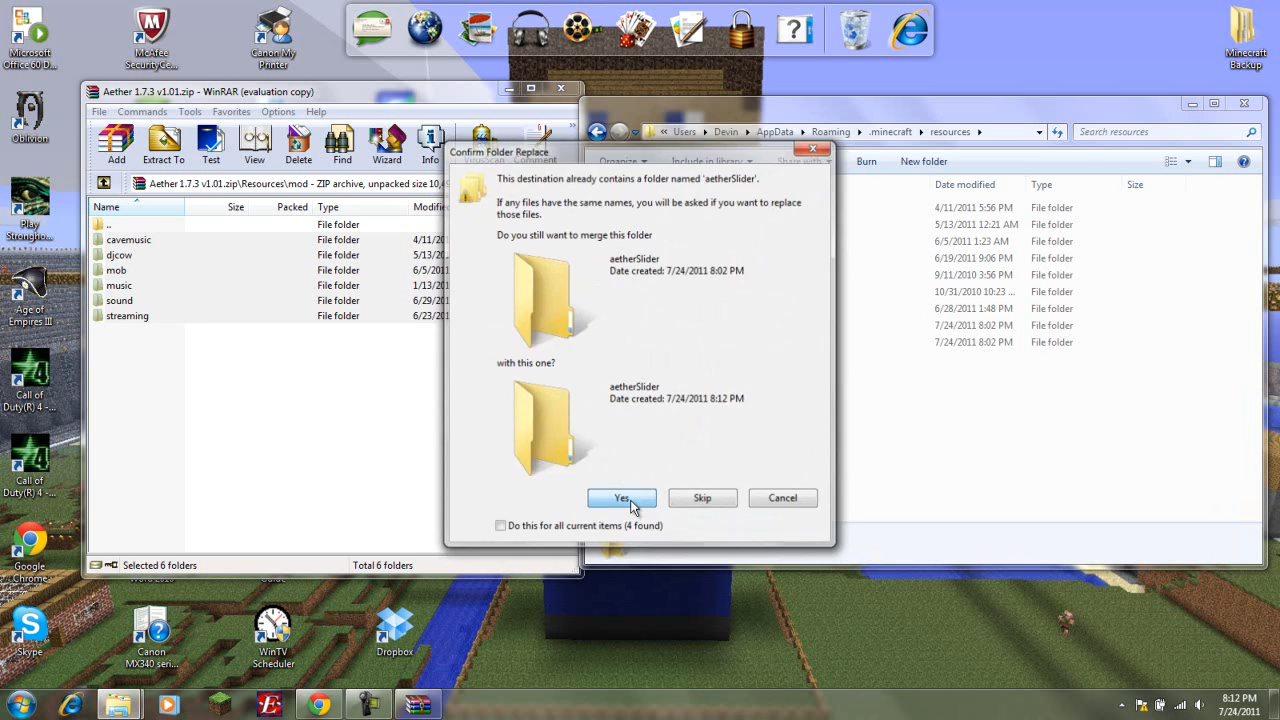 Microsoft
Office 60 D...
McAfee
SecurityCe...
Canon My
Printer
Minecraft
Backup
Oblivion
Play
Strongho...
Age of
Empires III
Call of
Duty(R) 4 -...
Call of
Duty(R) 4 -...
Google
Chrome
Skype
Canon
MX340 seri...
WinTV
Scheduler
Dropbox
Aether 1.7.3 v1.01.zip - WinRAR (evaluation copy)
File Commands Tools Favorites Options Help
Add Extract To Test View Delete Find Wizard Info VirusScan Comment
Aether 1.7.3 v1.01.zip\Resources\mod - ZIP archive, unpacked size 10,4
Name Size Packed Type Modified
.. File folder
cavemusic File folder 4/11/20
djcow File folder 5/13/20
mob File folder 6/5/201
music File folder 1/13/20
sound File folder 6/29/201
streaming File folder 6/23/201
Selected 6 folders Total 6 folders
« Users Devin AppData Roaming .minecraft resources
Search resources
Organize Include in library Share with Burn New folder
Date modified Type Size
4/11/2011 5:56 PM File folder
5/13/2011 12:21 AM File folder
6/5/2011 1:23 AM File folder
6/19/2011 9:06 PM File folder
9/11/2010 3:56 PM File folder
10/31/2010 10:23 ... File folder
6/28/2011 1:48 PM File folder
7/24/2011 8:02 PM File folder
7/24/2011 8:02 PM File folder
Confirm Folder Replace
This destination already contains a folder named 'aetherSlider'.
If any files have the same names, you will be asked if you want to replace
those files.
Do you still want to merge this folder
aetherSlider
Date created: 7/24/2011 8:02 PM
with this one?
aetherSlider
Date created: 7/24/2011 8:12 PM
Yes Skip Cancel
Do this for all current items (4 found)
8:12 PM
7/24/2011